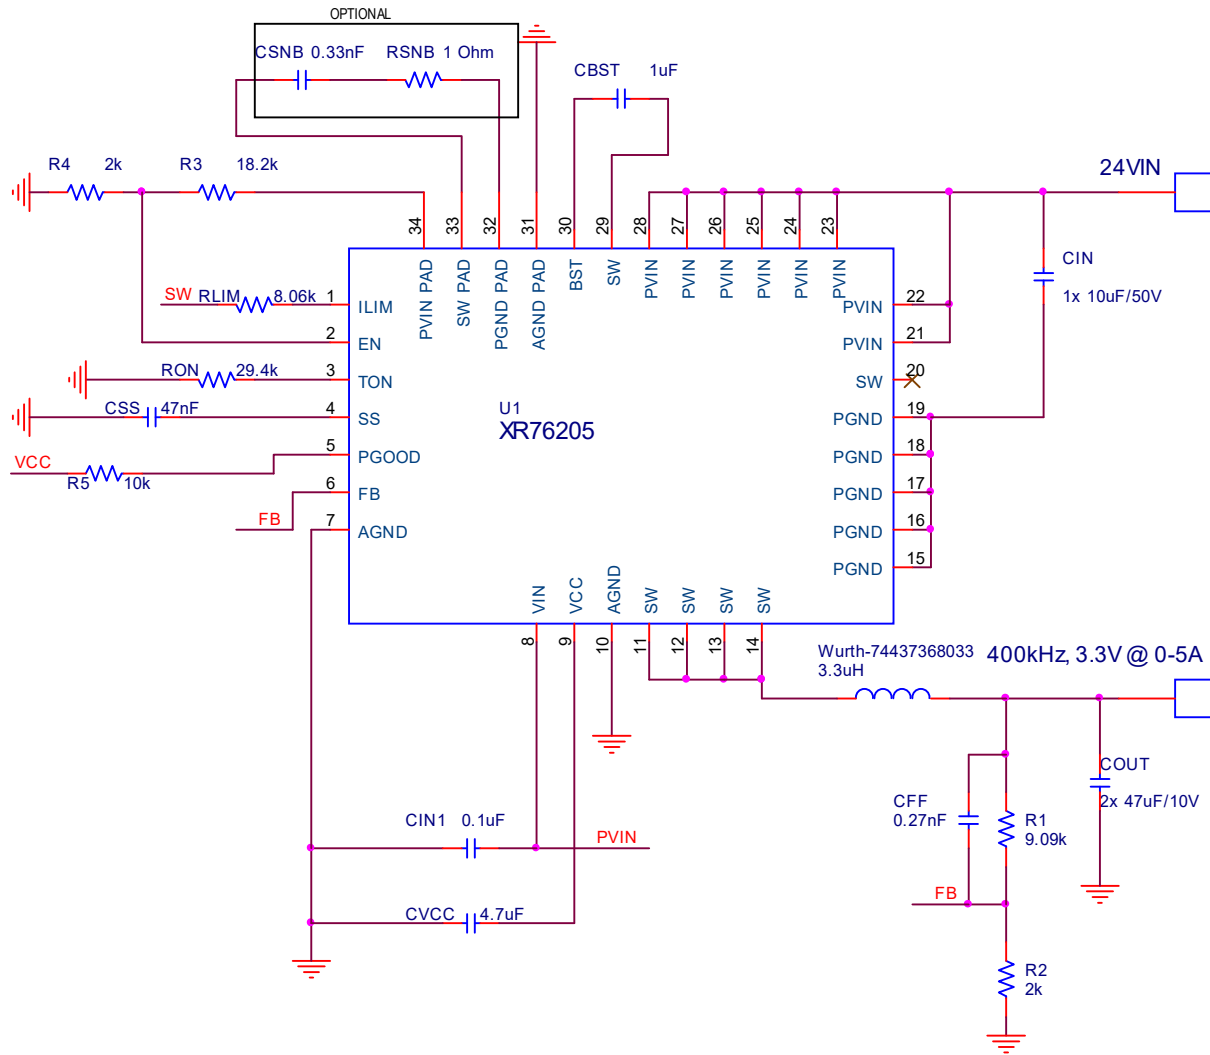 OPTIONAL
CSNB 0.33nF RSNB 1 Ohm
CBST 1uF
R4 2k R3 18.2k
24VIN
34 33 32 31 30 29 28 27 26 25 24 23
PVIN PAD SW PAD PGND PAD AGND PAD BST SW PVIN PVIN PVIN PVIN PVIN PVIN
CIN
1x 10uF/50V
SW RLIM 8.06k 1 ILIM
PVIN 22
2 EN
PVIN 21
RON 29.4k 3 TON
SW 20
CSS 47nF 4 SS
U1
XR76205
PGND 19
VCC R5 10k 5 PGOOD
PGND 18
FB 6 FB
PGND 17
7 AGND
PGND 16
PGND 15
VIN VCC AGND SW SW SW SW
8 9 10 11 12 13 14
Wurth-74437368033
3.3uH
400kHz, 3.3V @ 0-5A
COUT
2x 47uF/10V
CFF
0.27nF
R1
9.09k
CIN1 0.1uF
PVIN
FB
CVCC 4.7uF
R2
2k